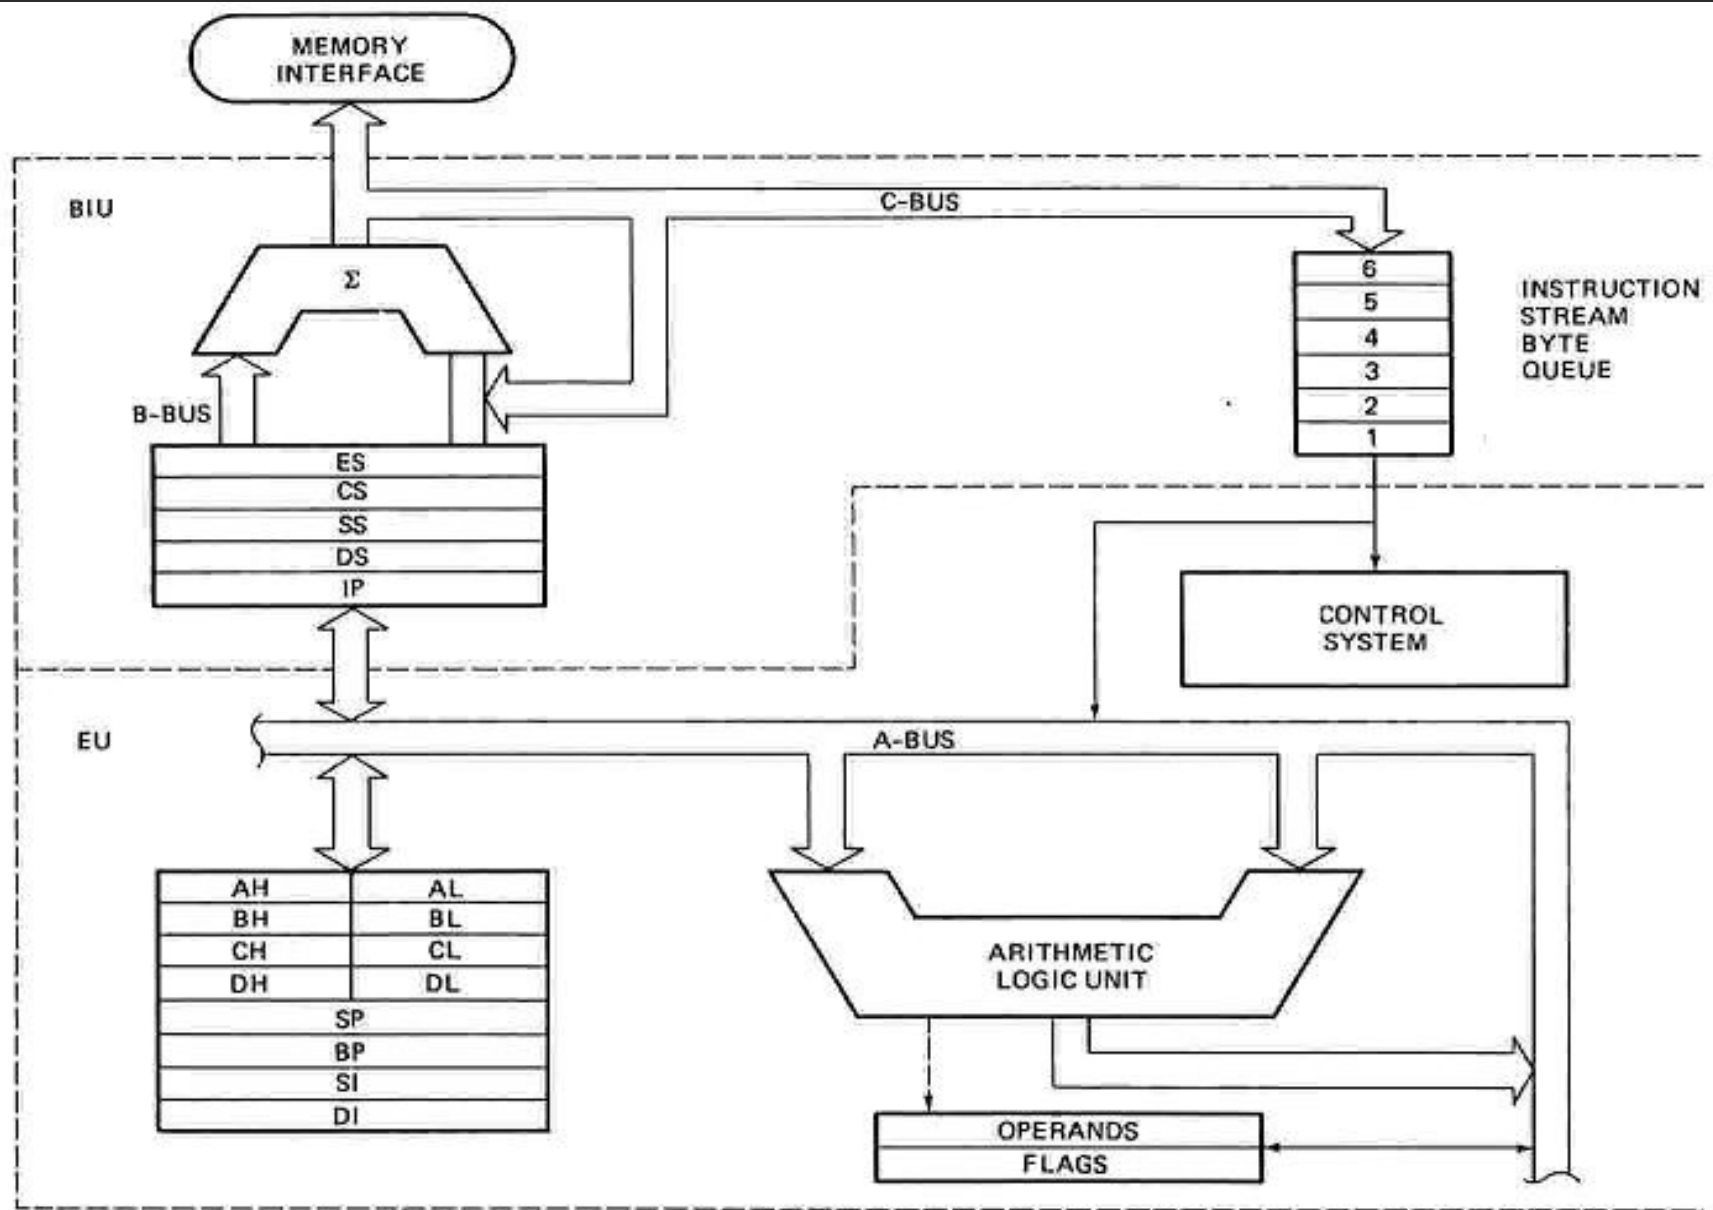 MEMORY
INTERFACE
BIU
C-BUS
Σ
6
5
4
3
2
1
INSTRUCTION
STREAM
BYTE
QUEUE
B-BUS
ES
CS
SS
DS
IP
CONTROL
SYSTEM
EU
A-BUS
AH AL
BH BL
CH CL
DH DL
SP
BP
SI
DI
ARITHMETIC
LOGIC UNIT
OPERANDS
FLAGS